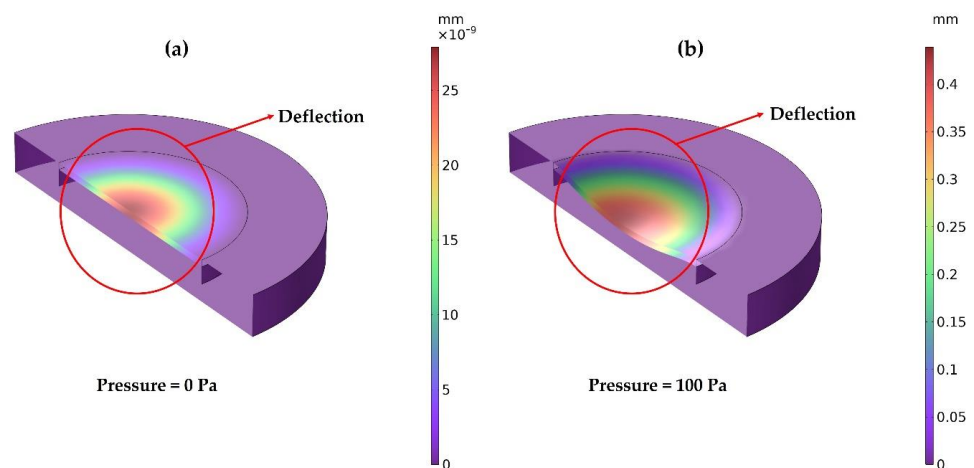 mm
×10⁻⁹
(a)
25
Deflection
20
15
10
5
0
Pressure = 0 Pa
mm
(b)
0.4
Deflection
0.35
0.3
0.25
0.2
0.15
0.1
0.05
0
Pressure = 100 Pa